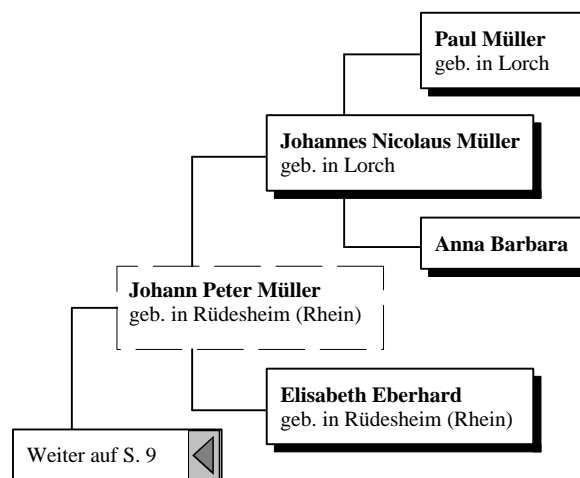 Paul Müller
geb. in Lorch
Johannes Nicolaus Müller
geb. in Lorch
Anna Barbara
Johann Peter Müller
geb. in Rüdesheim (Rhein)
Elisabeth Eberhard
geb. in Rüdesheim (Rhein)
Weiter auf S. 9